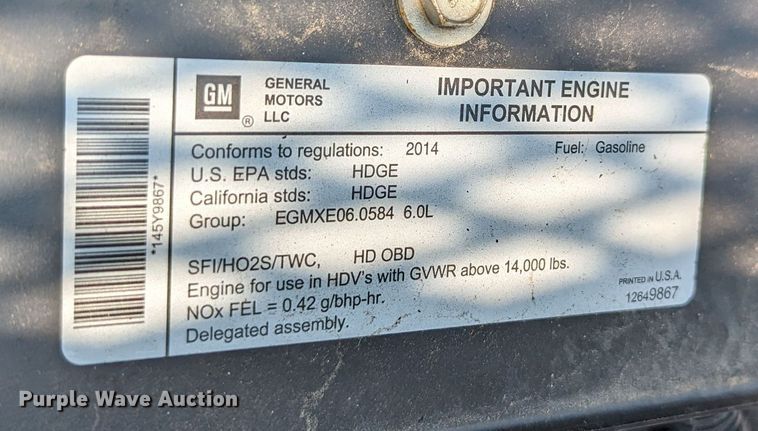 GM ®
GENERAL
MOTORS
LLC
IMPORTANT ENGINE
INFORMATION
Conforms to regulations: 2014 Fuel: Gasoline
U.S. EPA stds: HDGE
California stds: HDGE
Group: EGMXE06.0584 6.0L
SFI/HO2S/TWC, HD OBD
Engine for use in HDV's with GVWR above 14,000 lbs.
NOx FEL = 0.42 g/bhp-hr.
Delegated assembly.
PRINTED IN U.S.A.
12649867
*145Y9867*
Purple Wave Auction